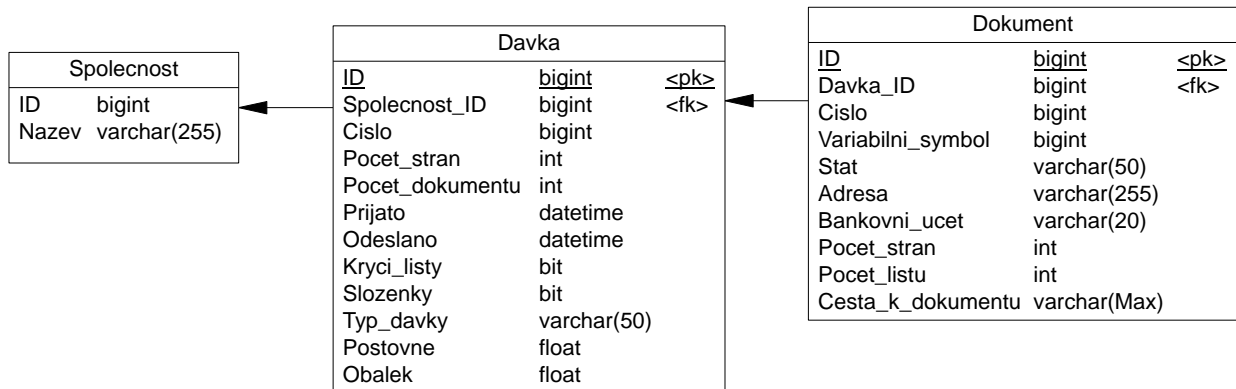 Spolecnost
ID bigint
Nazev varchar(255)
Davka
ID bigint <pk>
Spolecnost_ID bigint <fk>
Cislo bigint
Pocet_stran int
Pocet_dokumentu int
Prijato datetime
Odeslano datetime
Kryci_listy bit
Slozenky bit
Typ_davky varchar(50)
Postovne float
Obalek float
Dokument
ID bigint <pk>
Davka_ID bigint <fk>
Cislo bigint
Variabilni_symbol bigint
Stat varchar(50)
Adresa varchar(255)
Bankovni_ucet varchar(20)
Pocet_stran int
Pocet_listu int
Cesta_k_dokumentu varchar(Max)